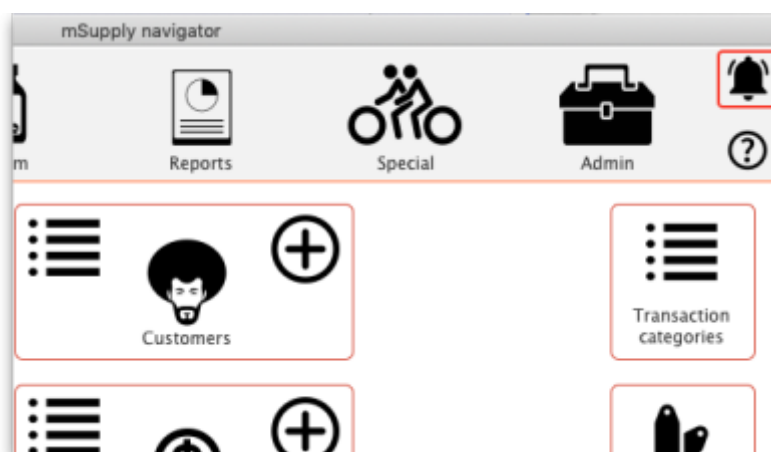 mSupply navigator
m
Reports
Special
Admin
Customers
Transaction
categories